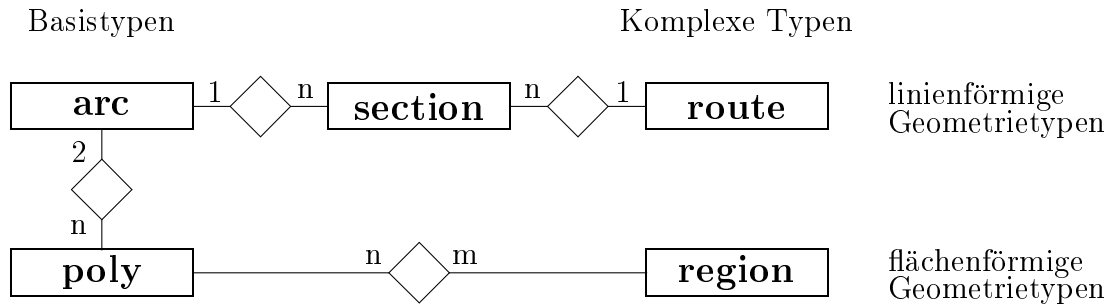 Basistypen Komplexe Typen
arc 1 n section n 1 route linienförmige
Geometrietypen
2
n
poly n m region flächenförmige
Geometrietypen